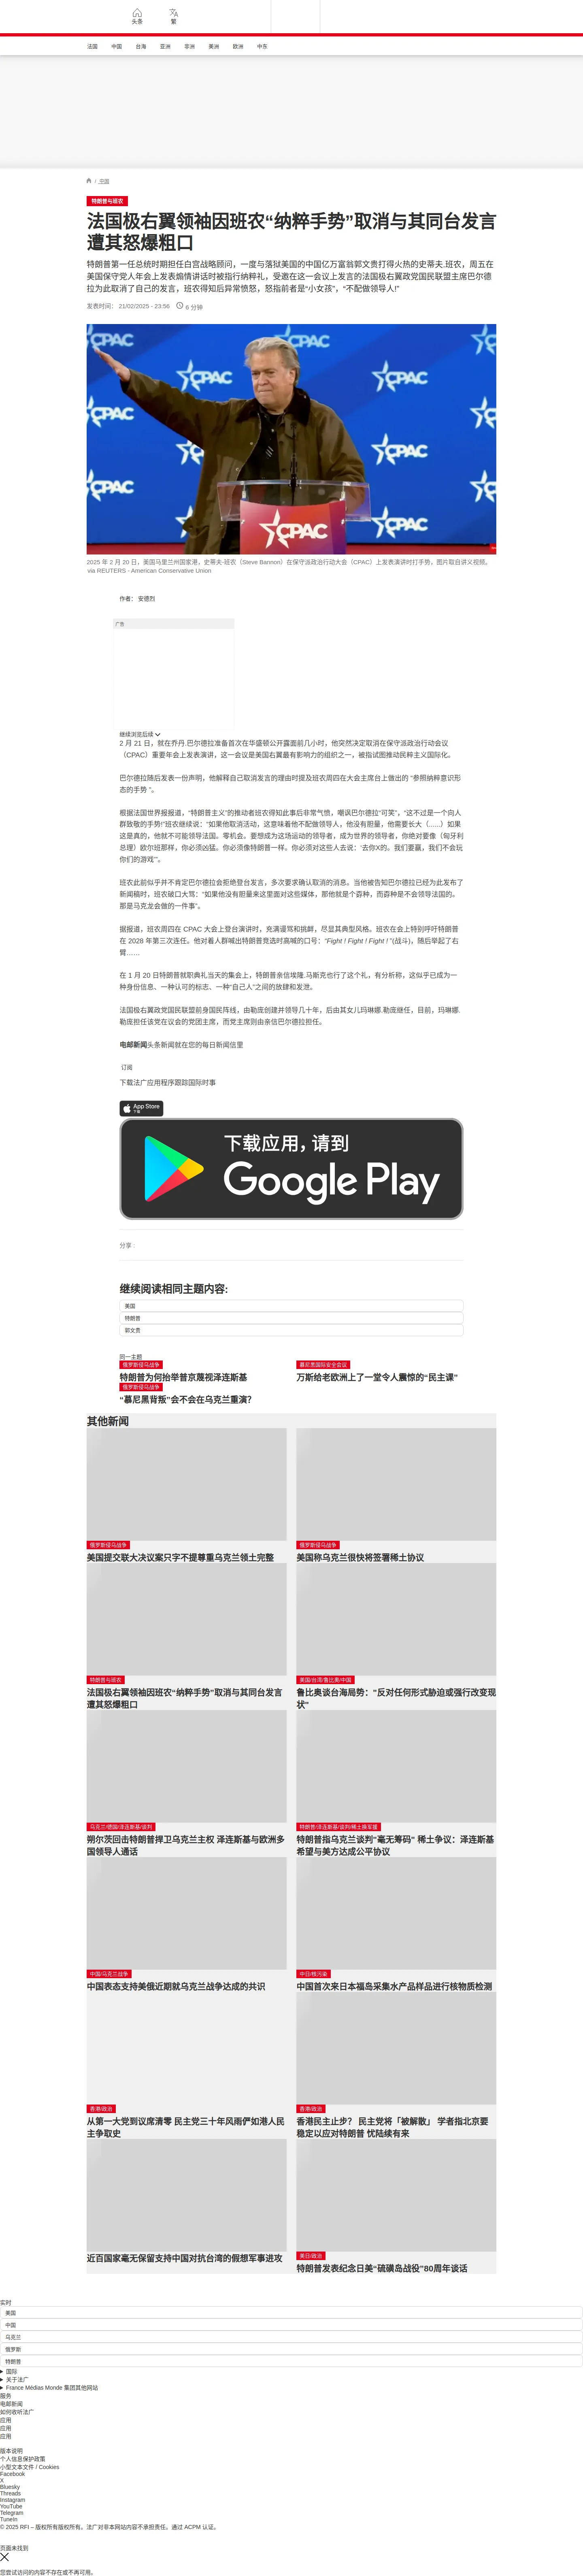 头条
繁
法国
中国
台海
亚洲
非洲
美洲
欧洲
中东
/ 中国
特朗普与班农
法国极右翼领袖因班农“纳粹手势”取消与其同台发言
遭其怒爆粗口
特朗普第一任总统时期担任白宫战略顾问，一度与落狱美国的中国亿万富翁郭文贵打得火热的史蒂夫.班农，周五在
美国保守党人年会上发表煽情讲话时被指行纳粹礼，受邀在这一会议上发言的法国极右翼政党国民联盟主席巴尔德
拉为此取消了自己的发言，班农得知后异常愤怒，怒指前者是“小女孩”，“不配做领导人!”
发表时间： 21/02/2025 - 23:56
6 分钟
CPAC
CPAC
CPAC
CPAC
CPAC
CPAC
2025 年 2 月 20 日，美国马里兰州国家港，史蒂夫-班农（Steve Bannon）在保守派政治行动大会（CPAC）上发表演讲时打手势，图片取自讲义视频。
via REUTERS - American Conservative Union
作者： 安德烈
广告
继续浏览后续
2 月 21 日，就在乔丹.巴尔德拉准备首次在华盛顿公开露面前几小时，他突然决定取消在保守派政治行动会议
（CPAC）重要年会上发表演讲，这一会议是美国右翼最有影响力的组织之一，被指试图推动民粹主义国际化。
巴尔德拉随后发表一份声明，他解释自己取消发言的理由时提及班农周四在大会主席台上做出的 “参照纳粹意识形
态的手势 ”。
根据法国世界报报道，“特朗普主义”的推动者班农得知此事后非常气愤，嘲讽巴尔德拉“可笑”，“这不过是一个向人
群致敬的手势!”班农继续说：“如果他取消活动，这意味着他不配做领导人，他没有胆量，他需要长大（......）如果
这是真的，他就不可能领导法国。零机会。要想成为这场运动的领导者，成为世界的领导者，你绝对要像（匈牙利
总理）欧尔班那样，你必须凶猛。你必须像特朗普一样。你必须对这些人去说：‘去你X的。我们要赢，我们不会玩
你们的游戏’”。
班农此前似乎并不肯定巴尔德拉会拒绝登台发言，多次要求确认取消的消息。当他被告知巴尔德拉已经为此发布了
新闻稿时，班农破口大骂：“如果他没有胆量来这里面对这些媒体，那他就是个孬种，而孬种是不会领导法国的。
那是马克龙会做的一件事”。
据报道，班农周四在 CPAC 大会上登台演讲时，充满谩骂和挑衅，尽显其典型风格。班农在会上特别呼吁特朗普
在 2028 年第三次连任。他对着人群喊出特朗普竞选时高喊的口号：“Fight ! Fight ! Fight ! ”(战斗)，随后举起了右
臂……
在 1 月 20 日特朗普就职典礼当天的集会上，特朗普亲信埃隆.马斯克也行了这个礼，有分析称，这似乎已成为一
种身份信息、一种认可的标志、一种“自己人”之间的放肆和发泄。
法国极右翼政党国民联盟前身国民阵线，由勒庞创建并领导几十年，后由其女儿玛琳娜.勒庞继任，目前，玛琳娜.
勒庞担任该党在议会的党团主席，而党主席则由亲信巴尔德拉担任。
电邮新闻头条新闻就在您的每日新闻信里
订阅
下载法广应用程序跟踪国际时事
App Store
下载应用，请到
Google Play
分享 :
继续阅读相同主题内容:
美国
特朗普
郭文贵
同一主题
俄罗斯侵乌战争
特朗普为何抬举普京蔑视泽连斯基
慕尼黑国际安全会议
万斯给老欧洲上了一堂令人震惊的“民主课”
俄罗斯侵乌战争
“慕尼黑背叛”会不会在乌克兰重演？
其他新闻
俄罗斯侵乌战争
美国提交联大决议案只字不提尊重乌克兰领土完整
俄罗斯侵乌战争
美国称乌克兰很快将签署稀土协议
特朗普与班农
法国极右翼领袖因班农“纳粹手势”取消与其同台发言
遭其怒爆粗口
美国/台湾/鲁比奥/中国
鲁比奥谈台海局势："反对任何形式胁迫或强行改变现
状"
乌克兰/德国/泽连斯基/谈判
朔尔茨回击特朗普捍卫乌克兰主权 泽连斯基与欧洲多
国领导人通话
特朗普/泽连斯基/谈判/稀土换军援
特朗普指乌克兰谈判"毫无筹码" 稀土争议：泽连斯基
希望与美方达成公平协议
中国/乌克兰战争
中国表态支持美俄近期就乌克兰战争达成的共识
中日/核污染
中国首次来日本福岛采集水产品样品进行核物质检测
香港/政治
从第一大党到议席清零 民主党三十年风雨俨如港人民
主争取史
香港/政治
香港民主止步？ 民主党将「被解散」 学者指北京要
稳定以应对特朗普 忧陆续有来
近百国家毫无保留支持中国对抗台湾的假想军事进攻
美日/政治
特朗普发表纪念日美“硫磺岛战役”80周年谈话
实时
美国
中国
乌克兰
俄罗斯
特朗普
国际
关于法广
France Médias Monde 集团其他网站
服务
电邮新闻
如何收听法广
应用
应用
应用
版本说明
个人信息保护政策
小型文本文件 / Cookies
Facebook
X
Bluesky
Threads
Instagram
YouTube
Telegram
TuneIn
© 2025 RFI – 版权所有版权所有。法广对非本网站内容不承担责任。通过 ACPM 认证。
页面未找到
您尝试访问的内容不存在或不再可用。